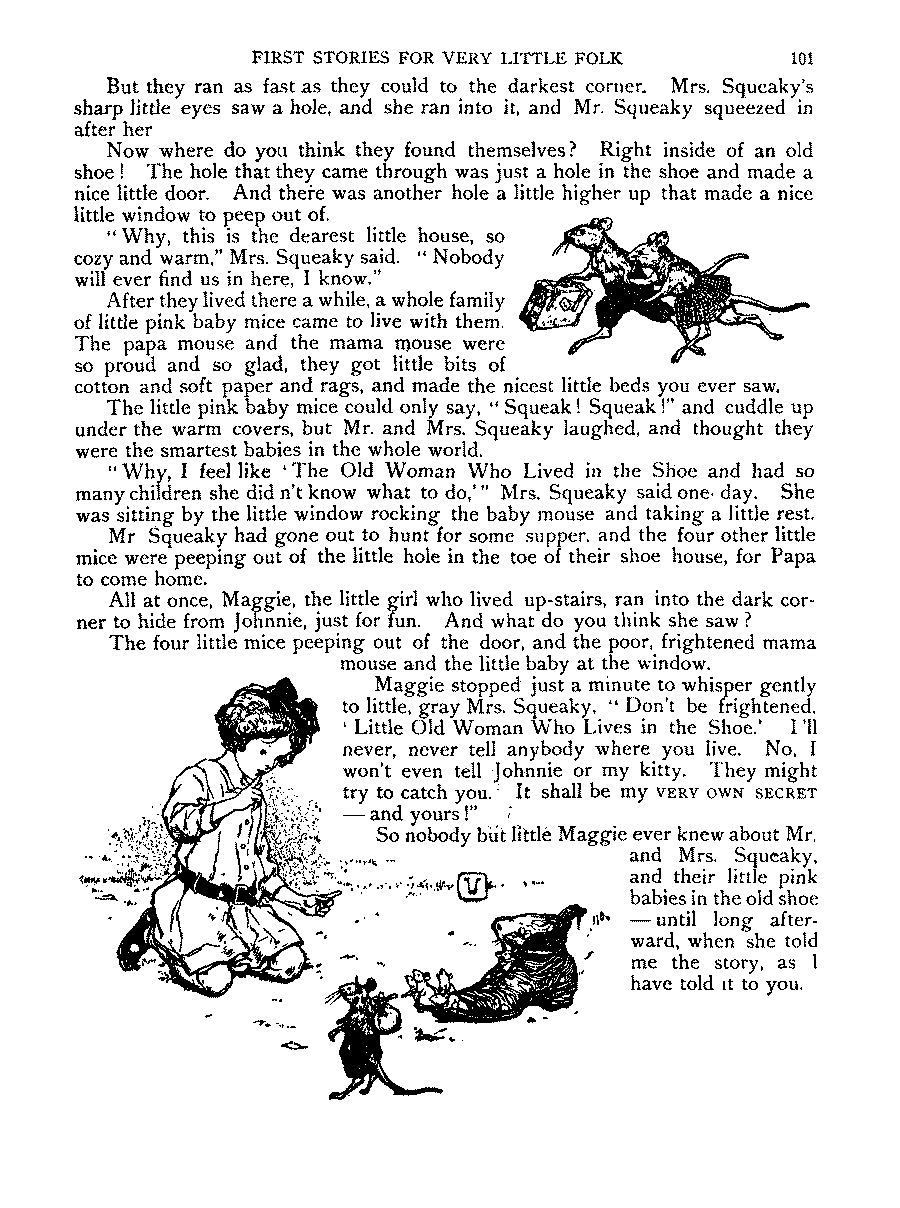 FIRST STORIES FOR VERY LITTLE FOLK 101
But they ran as fast as they could to the darkest corner. Mrs. Squeaky's
sharp little eyes saw a hole, and she ran into it, and Mr. Squeaky squeezed in
after her
Now where do you think they found themselves? Right inside of an old
shoe! The hole that they came through was just a hole in the shoe and made a
nice little door. And there was another hole a little higher up that made a nice
little window to peep out of.
"Why, this is the dearest little house, so
cozy and warm," Mrs. Squeaky said. "Nobody
will ever find us in here, I know."
After they lived there a while, a whole family
of little pink baby mice came to live with them.
The papa mouse and the mama mouse were
so proud and so glad, they got little bits of
cotton and soft paper and rags, and made the nicest little beds you ever saw.
The little pink baby mice could only say, "Squeak! Squeak!" and cuddle up
under the warm covers, but Mr. and Mrs. Squeaky laughed, and thought they
were the smartest babies in the whole world.
"Why, I feel like 'The Old Woman Who Lived in the Shoe and had so
many children she did n't know what to do,'" Mrs. Squeaky said one day. She
was sitting by the little window rocking the baby mouse and taking a little rest.
Mr Squeaky had gone out to hunt for some supper, and the four other little
mice were peeping out of the little hole in the toe of their shoe house, for Papa
to come home.
All at once, Maggie, the little girl who lived up-stairs, ran into the dark cor-
ner to hide from Johnnie, just for fun. And what do you think she saw?
The four little mice peeping out of the door, and the poor, frightened mama
mouse and the little baby at the window.
Maggie stopped just a minute to whisper gently
to little, gray Mrs. Squeaky, "Don't be frightened,
'Little Old Woman Who Lives in the Shoe.' I 'll
never, never tell anybody where you live. No, I
won't even tell Johnnie or my kitty. They might
try to catch you. It shall be my VERY OWN SECRET
— and yours!"
So nobody but little Maggie ever knew about Mr.
and Mrs. Squeaky,
and their little pink
babies in the old shoe
— until long after-
ward, when she told
me the story, as I
have told it to you.